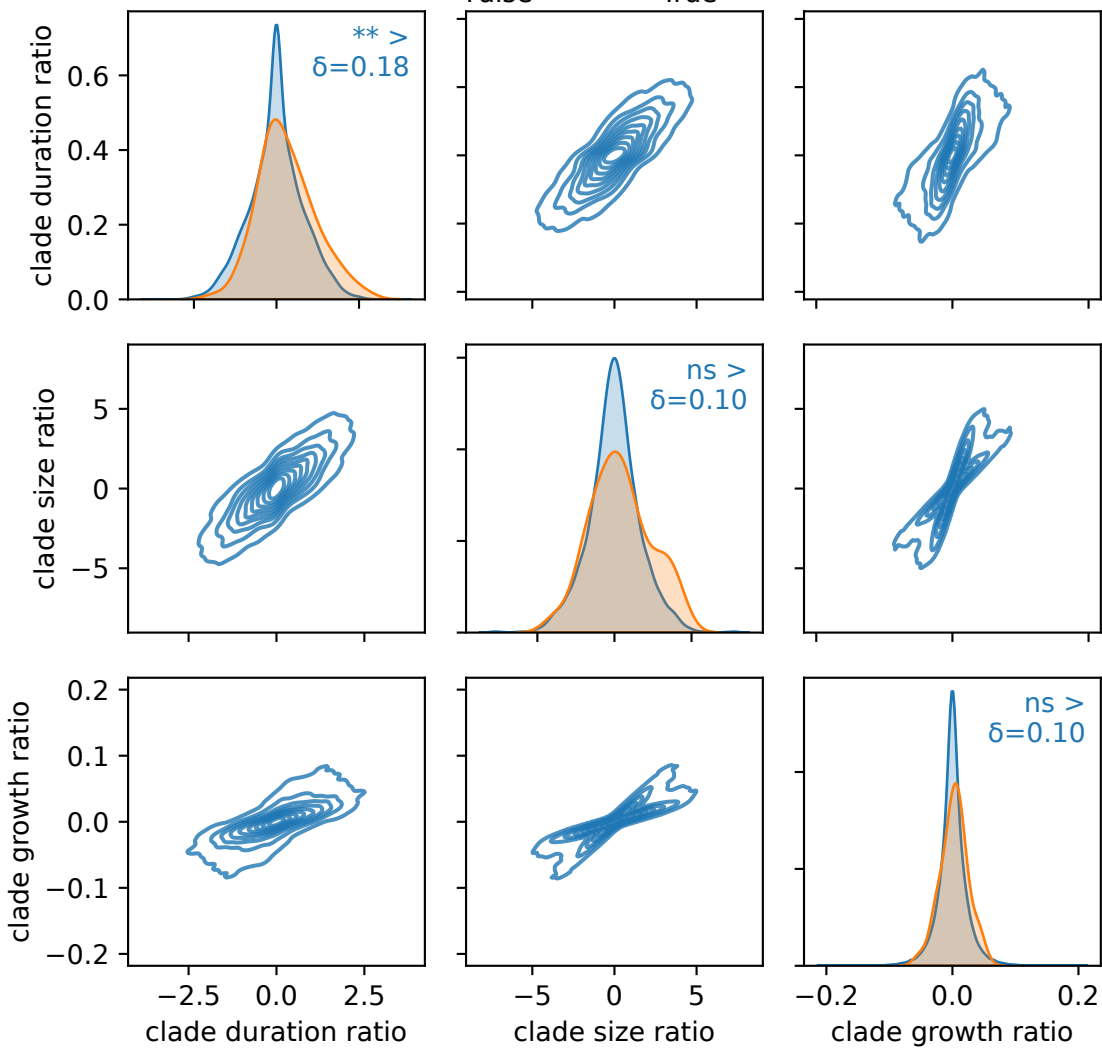 False True
** >
δ=0.18
clade duration ratio
0.6
0.4
0.2
0.0
ns >
δ=0.10
clade size ratio
5
0
−5
ns >
δ=0.10
clade growth ratio
0.2
0.1
0.0
−0.1
−0.2
−2.5 0.0 2.5 −5 0 5 −0.2 0.0 0.2
clade duration ratio clade size ratio clade growth ratio